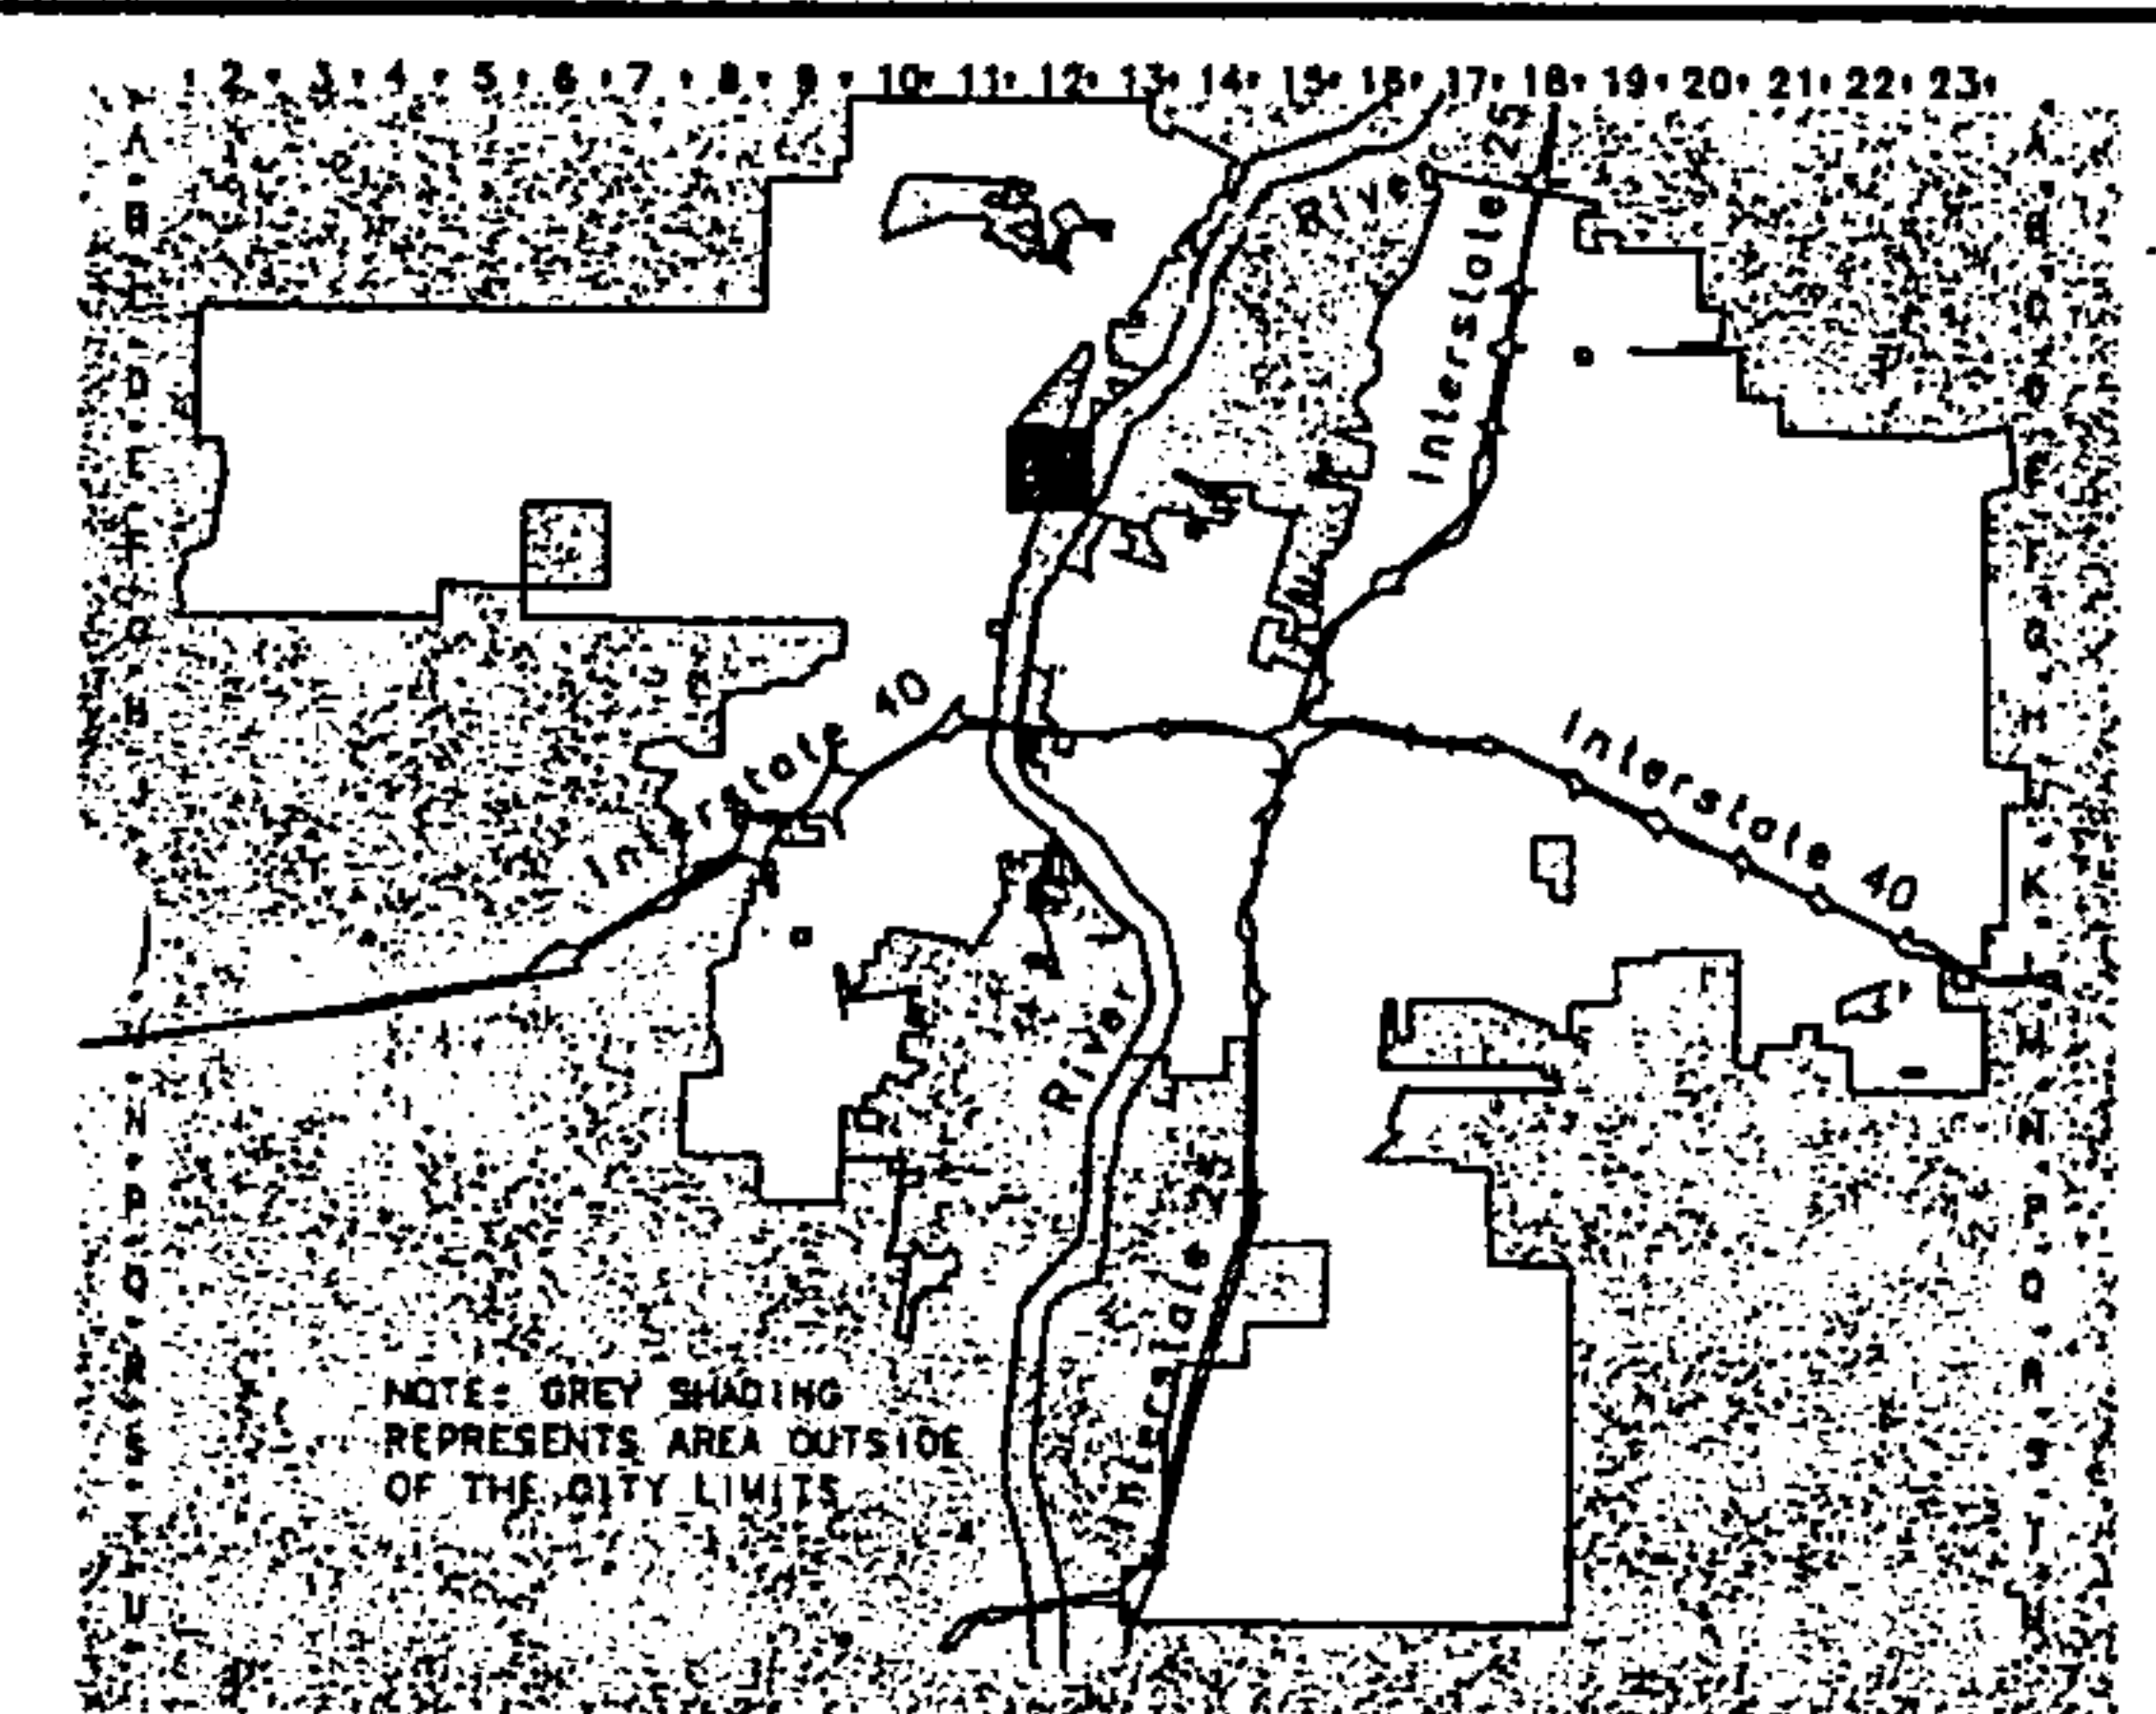 2 3 4 5 6 7 8 9 10 11 12 13 14 15 16 17 18 19 20 21 22 23
A
B
D
E
F
G
H
N
P
Q
R
S
T
U
A
B
D
E
F
G
H
K
L
M
N
P
Q
R
S
T
River
Interstate 25
Interstate 40
Interstate 40
River
Interstate 25
NOTE: GREY SHADING
REPRESENTS AREA OUTSIDE
OF THE CITY LIMITS